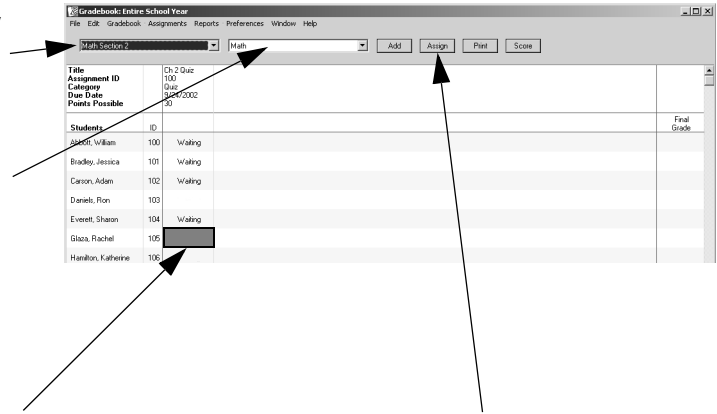 Gradebook: Entire School Year
File Edit Gradebook Assignments Reports Preferences Window Help
Math Section 2 Math Add Assign Print Score
Title Ch 2 Quiz
Assignment ID 100
Category Quiz
Due Date 9/24/2002
Points Possible 30
Students ID Final Grade
Abbott, William 100 Waiting
Bradley, Jessica 101 Waiting
Carson, Adam 102 Waiting
Daniels, Ron 103
Everett, Sharon 104 Waiting
Glaza, Rachel 105
Hamilton, Katherine 106